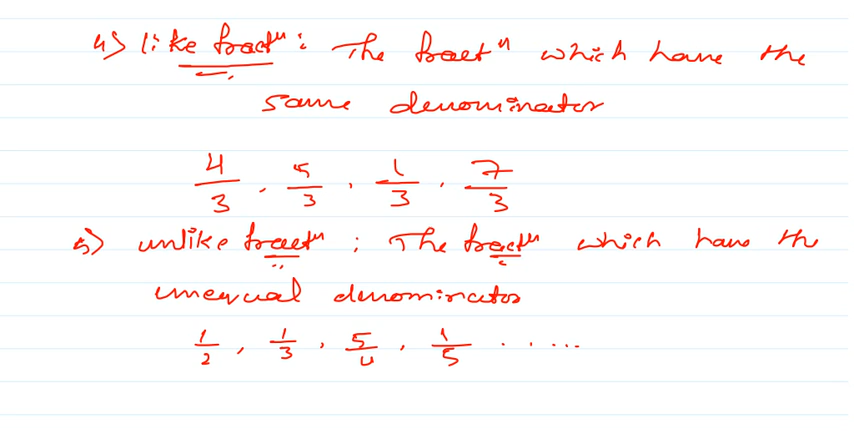 4) like fractn : The fractn which have the
same denominator
4/3, 5/3, 1/3, 7/3
5) unlike fractn ; The fractn which have the
unequal denominator
1/2, 1/3, 5/4, 1/5 . . . . .